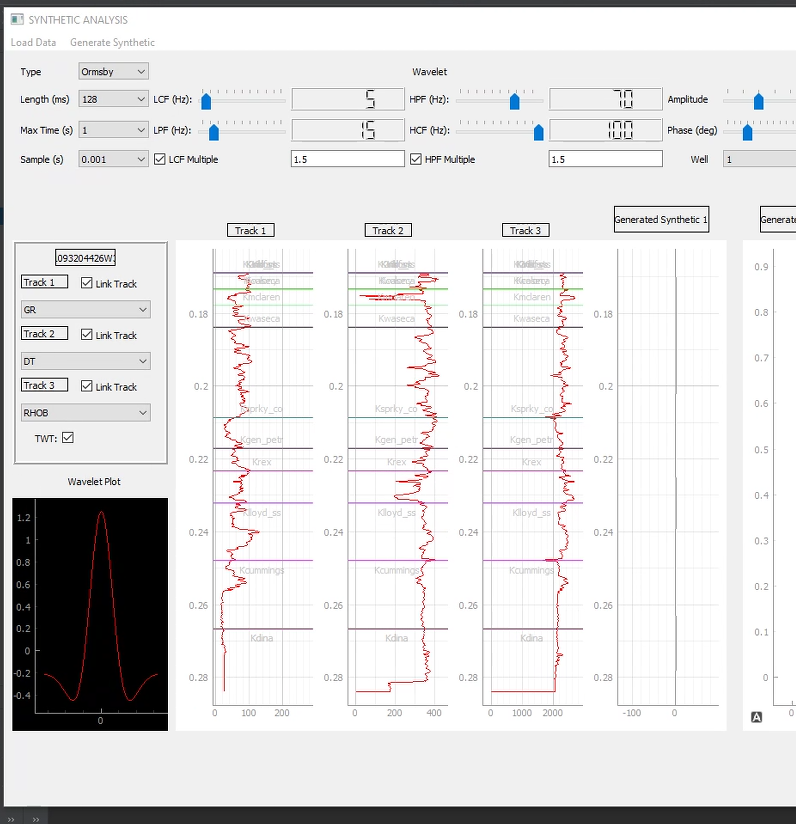 SYNTHETIC ANALYSIS
Load Data Generate Synthetic
Type Ormsby Wavelet
Length (ms) 128 LCF (Hz): 5 HPF (Hz): 70 Amplitude
Max Time (s) 1 LPF (Hz): 15 HCF (Hz): 100 Phase (deg)
Sample (s) 0.001 LCF Multiple 1.5 HPF Multiple 1.5 Well 1
Track 1 Track 2 Track 3 Generated Synthetic 1
Track 1 Link Track
GR
Track 2 Link Track
DT
Track 3 Link Track
RHOB
TWT:
Wavelet Plot
1.2
1
0.8
0.6
0.4
0.2
0
-0.2
-0.4
0
Kwaseca
Ksprky_co
Kgen_petr
Krex
Klloyd_ss
Kcummings
Kdina
0.18
0.2
0.22
0.24
0.26
0.28
0 100 200
Kmclaren
Kwaseca
Ksprky_co
Kgen_petr
Krex
Klloyd_ss
Kcummings
Kdina
0.18
0.2
0.22
0.24
0.26
0.28
0 200 400
Kmclaren
Kwaseca
Ksprky_co
Kgen_petr
Krex
Klloyd_ss
Kcummings
Kdina
0.18
0.2
0.22
0.24
0.26
0.28
0 1000 2000
0.18
0.2
0.22
0.24
0.26
0.28
-100 0
0.9
0.8
0.7
0.6
0.5
0.4
0.3
0.2
0.1
0
A
0